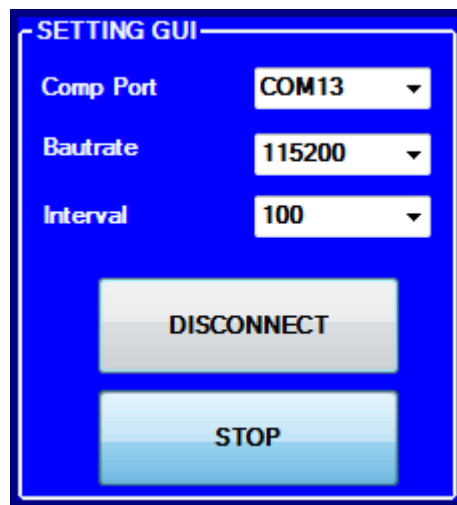 SETTING GUI
Comp Port COM13
Bautrate 115200
Interval 100
DISCONNECT
STOP